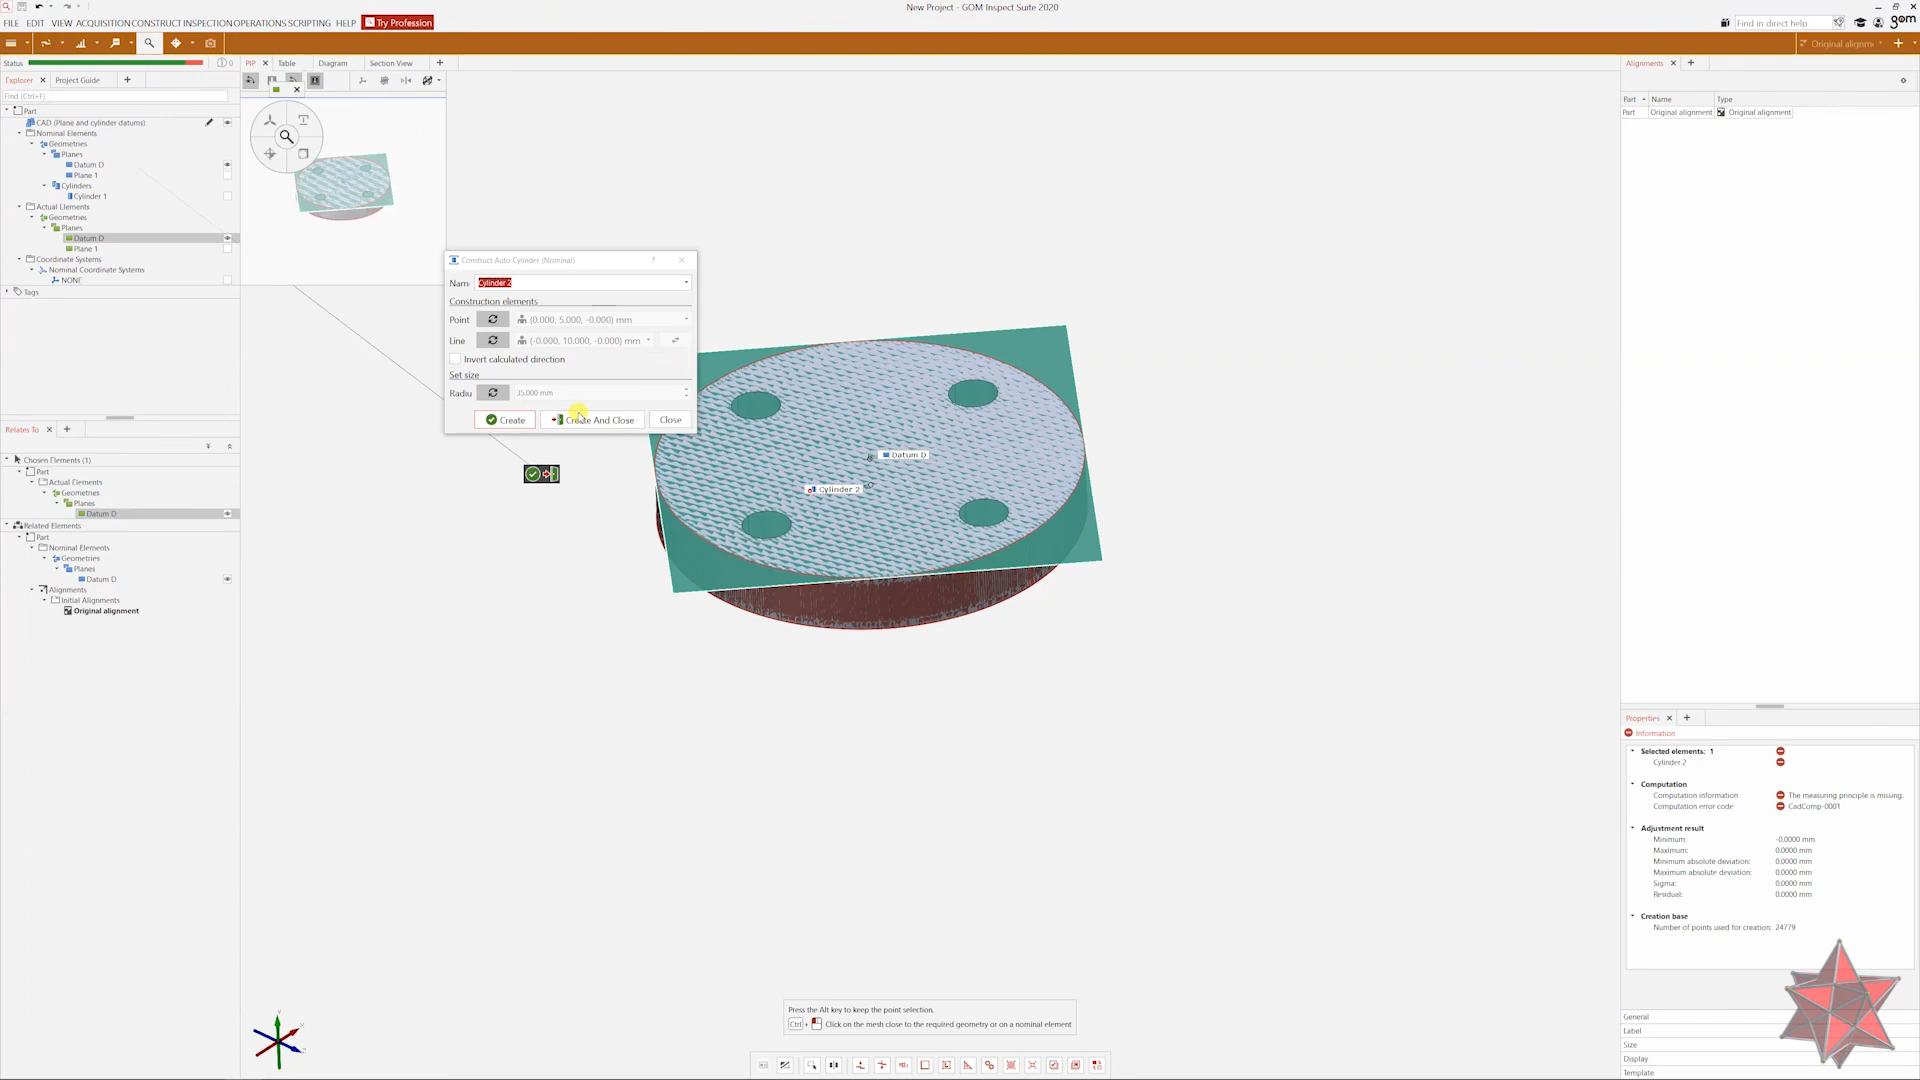 New Project - GOM Inspect Suite 2020
FILE EDIT VIEW ACQUISITION CONSTRUCT INSPECTION OPERATIONS SCRIPTING HELP Try Profession
Find in direct help
gom
Original alignm
Status
0
PIP Table Diagram Section View
Explorer Project Guide
Find (Ctrl+F)
Part
CAD (Plane and cylinder datums)
Nominal Elements
Geometries
Planes
Datum D
Plane 1
Cylinders
Cylinder 1
Actual Elements
Geometries
Planes
Datum D
Plane 1
Coordinate Systems
Nominal Coordinate Systems
NONE
Tags
Relates To
Chosen Elements (1)
Part
Actual Elements
Geometries
Planes
Datum D
Related Elements
Part
Nominal Elements
Geometries
Planes
Datum D
Alignments
Initial Alignments
Original alignment
Construct Auto Cylinder (Nominal)
Nam Cylinder 2
Construction elements
Point (0.000, 5.000, -0.000) mm
Line (-0.000, 10.000, -0.000) mm
Invert calculated direction
Set size
Radiu 35.000 mm
Create Create And Close Close
Datum D
Cylinder 2
Press the Alt key to keep the point selection.
Ctrl + Click on the mesh close to the required geometry or on a nominal element
Alignments
Part Name Type
Part Original alignment Original alignment
Properties
Information
Selected elements: 1
Cylinder 2
Computation
Computation information The measuring principle is missing.
Computation error code CadComp-0001
Adjustment result
Minimum: -0.0000 mm
Maximum: 0.0000 mm
Minimum absolute deviation: 0.0000 mm
Maximum absolute deviation: 0.0000 mm
Sigma: 0.0000 mm
Residual: 0.0000 mm
Creation base
Number of points used for creation: 24779
General
Label
Size
Display
Template